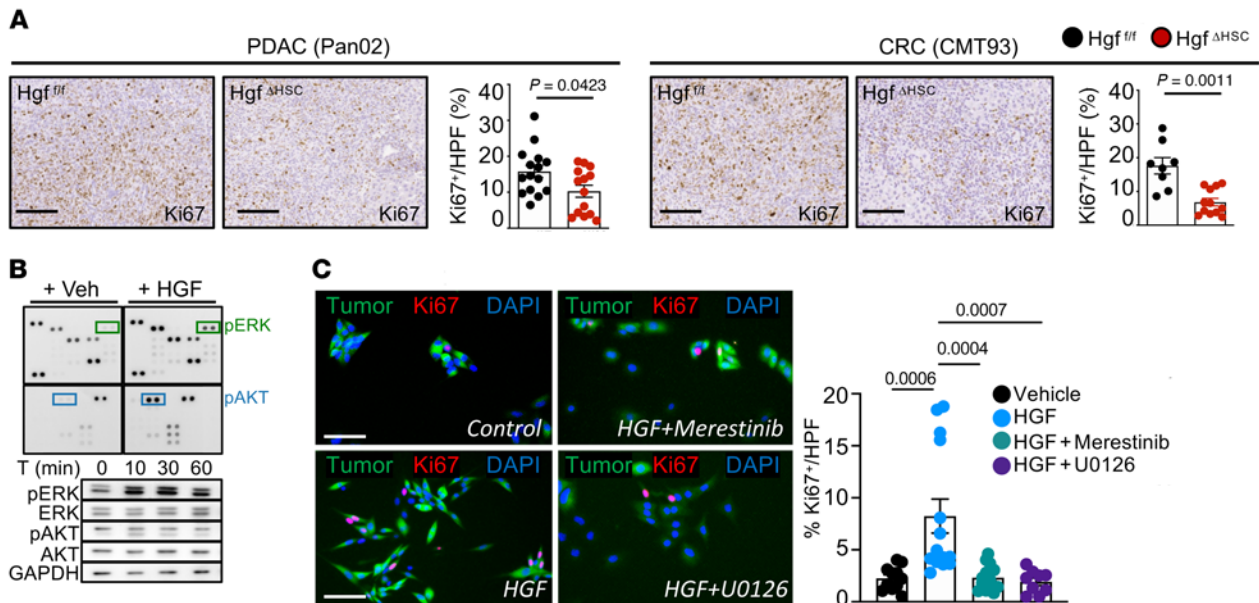 A
PDAC (Pan02)
CRC (CMT93)
Hgf f/f
Hgf ΔHSC
Hgf f/f
Ki67
Hgf ΔHSC
Ki67
Ki67+/HPF (%)
P = 0.0423
40
30
20
10
0
Hgf f/f
Ki67
Hgf ΔHSC
Ki67
Ki67+/HPF (%)
P = 0.0011
40
30
20
10
0
B
+ Veh
+ HGF
pERK
pAKT
T (min) 0 10 30 60
pERK
ERK
pAKT
AKT
GAPDH
C
Tumor Ki67 DAPI
Control
Tumor Ki67 DAPI
HGF+Merestinib
Tumor Ki67 DAPI
HGF
Tumor Ki67 DAPI
HGF+U0126
0.0007
0.0004
0.0006
% Ki67+/HPF
20
15
10
5
0
Vehicle
HGF
HGF+Merestinib
HGF+U0126